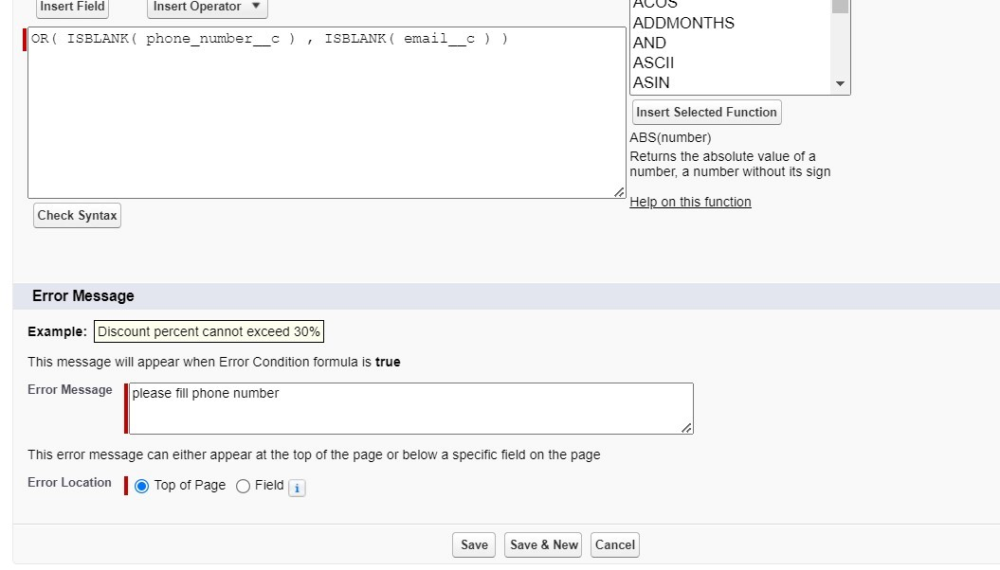 Insert Field
Insert Operator
OR( ISBLANK( phone_number__c ) , ISBLANK( email__c ) )
ACOS
ADDMONTHS
AND
ASCII
ASIN
Insert Selected Function
ABS(number)
Returns the absolute value of a
number, a number without its sign
Help on this function
Check Syntax
Error Message
Example: Discount percent cannot exceed 30%
This message will appear when Error Condition formula is true
Error Message please fill phone number
This error message can either appear at the top of the page or below a specific field on the page
Error Location Top of Page Field i
Save Save & New Cancel